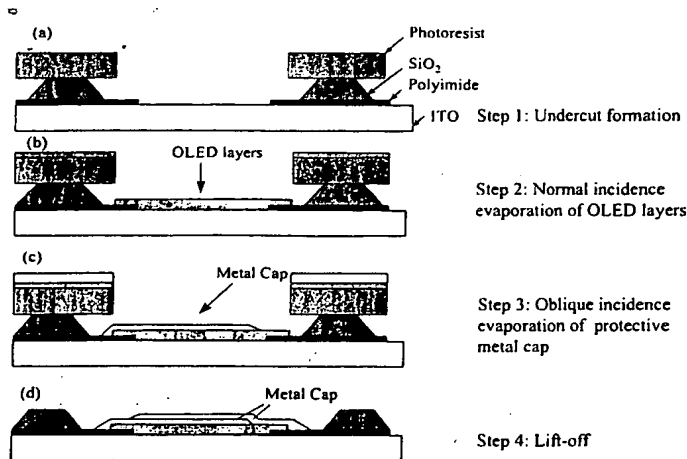 (a)
Photoresist
SiO₂
Polyimide
ITO
Step 1: Undercut formation
(b)
OLED layers
Step 2: Normal incidence
evaporation of OLED layers
(c)
Metal Cap
Step 3: Oblique incidence
evaporation of protective
metal cap
(d)
Metal Cap
Step 4: Lift-off